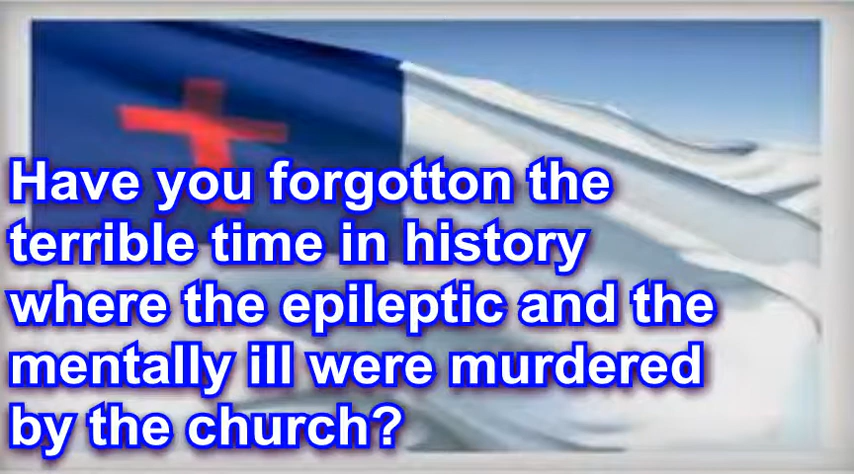 Have you forgotton the
terrible time in history
where the epileptic and the
mentally ill were murdered
by the church?